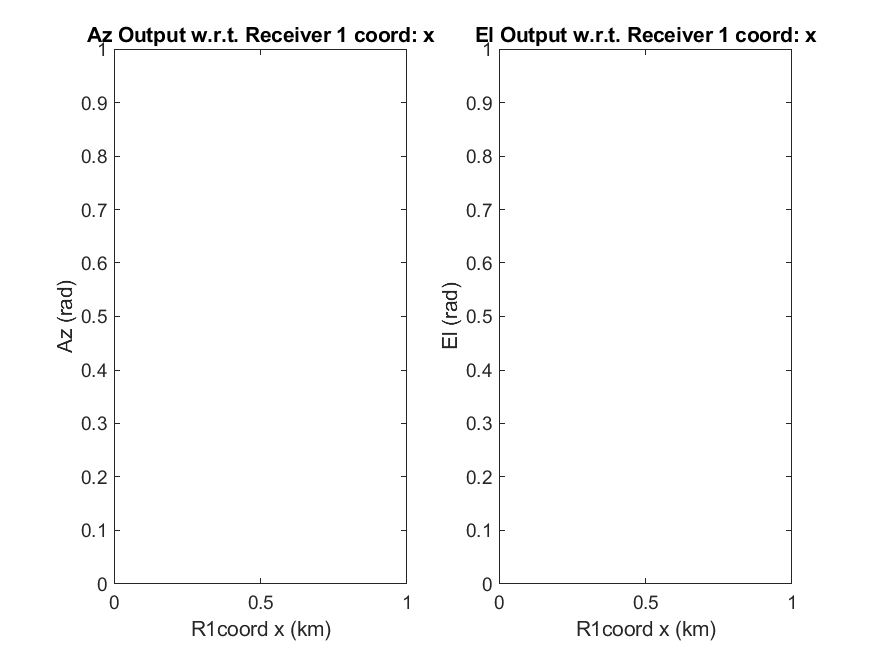 Az Output w.r.t. Receiver 1 coord: x
1
0.9
0.8
0.7
0.6
0.5
0.4
0.3
0.2
0.1
0
Az (rad)
0 0.5 1
R1coord x (km)
El Output w.r.t. Receiver 1 coord: x
1
0.9
0.8
0.7
0.6
0.5
0.4
0.3
0.2
0.1
0
El (rad)
0 0.5 1
R1coord x (km)